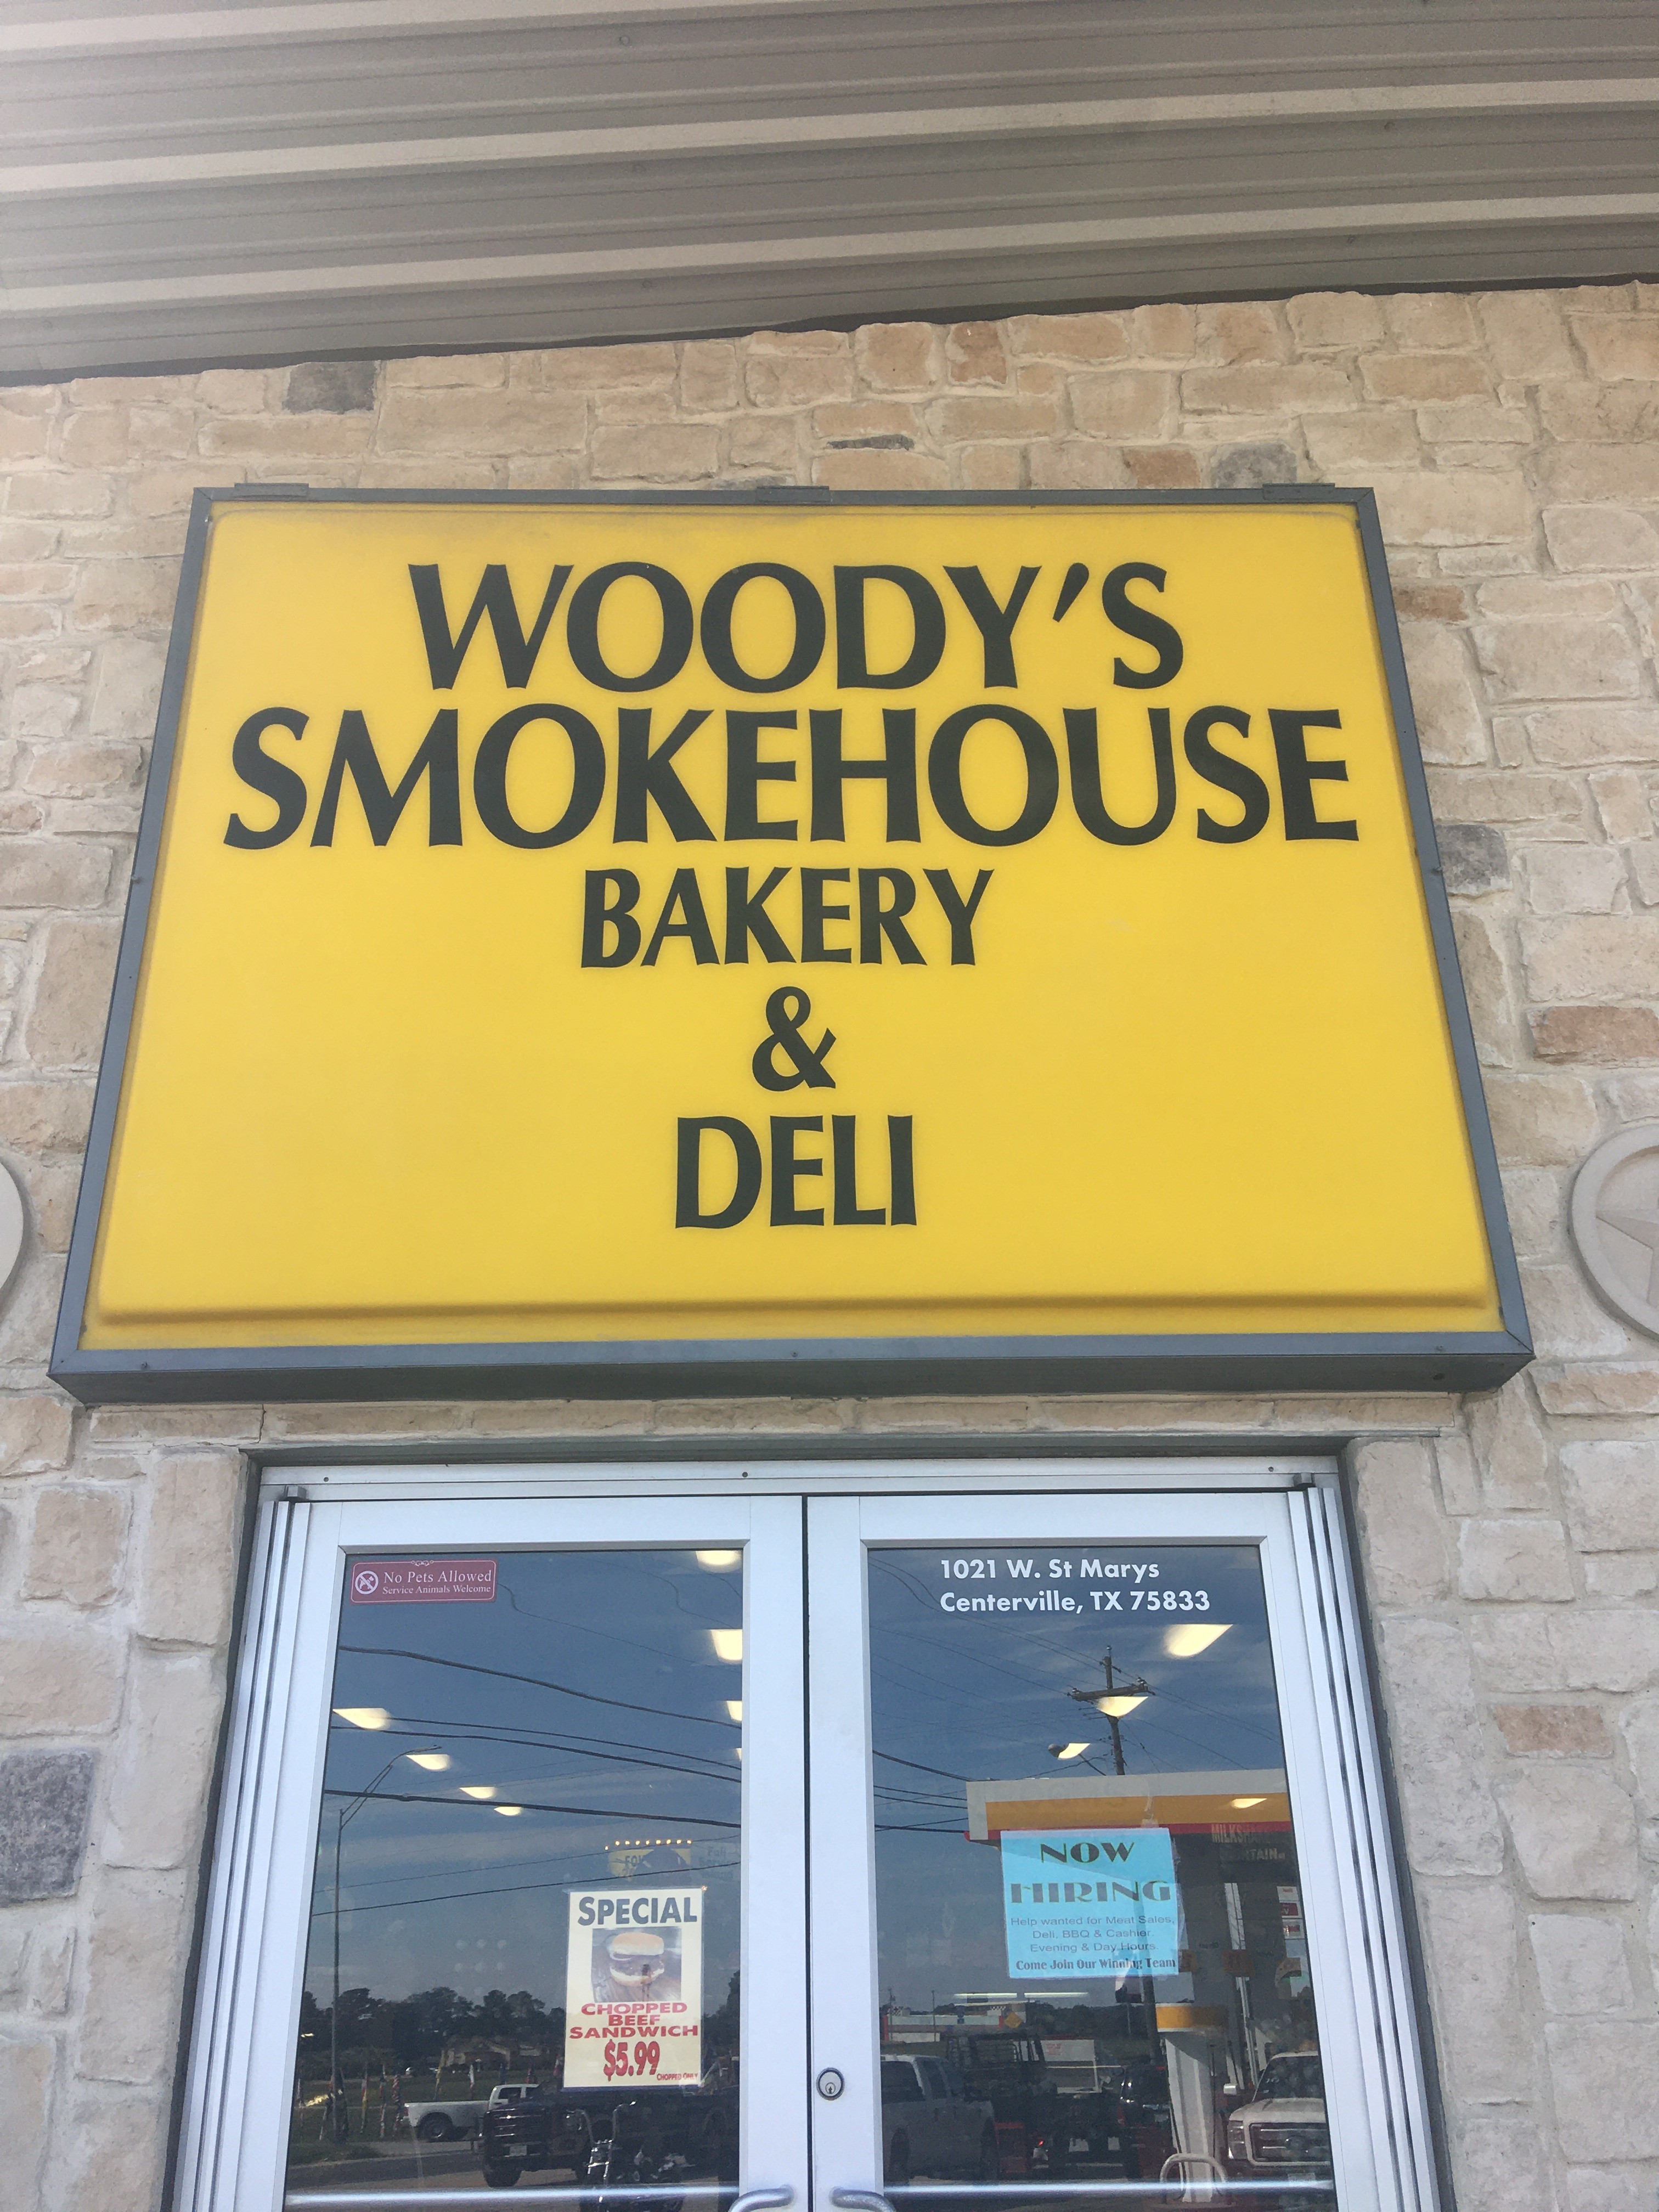 WOODY'S
SMOKEHOUSE
BAKERY
&
DELI
No Pets Allowed
Service Animals Welcome
1021 W. St Marys
Centerville, TX 75833
SPECIAL
CHOPPED
BEEF
SANDWICH
$5.99
CHOPPED ONLY
NOW
HIRING
Help wanted for Meat Sales,
Deli, BBQ & Cashier.
Evening & Day Hours
Come Join Our Winning Team